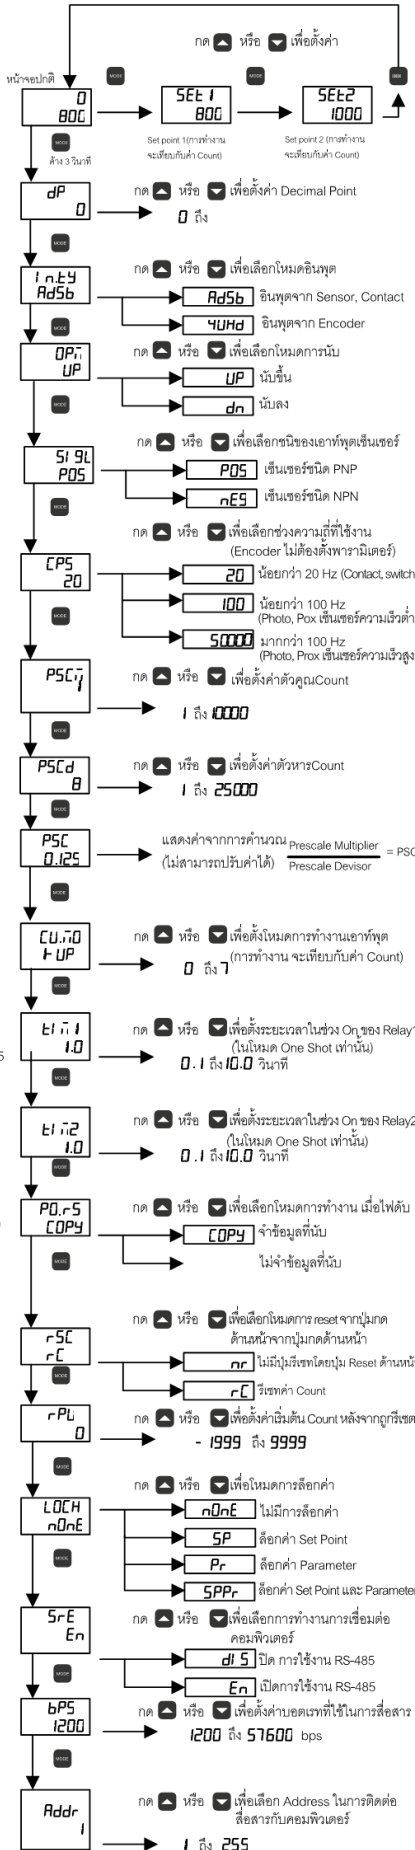 กด หรือ เพื่อตั้งค่า
หน้าจอปกติ
MODE
MODE
0
800
SEt 1
800
SEt2
1000
MODE
ค้าง 3 วินาที
Set point 1(การทำงาน
จะเทียบกับค่า Count)
Set point 2 (การทำงาน
จะเทียบกับค่า Count)
dP
0
กด หรือ เพื่อตั้งค่า Decimal Point
0 ถึง
MODE
In.tY
Ad5b
กด หรือ เพื่อเลือกโหมดอินพุต
Ad5b อินพุตจาก Sensor, Contact
4UHd อินพุตจาก Encoder
MODE
OPm
UP
กด หรือ เพื่อเลือกโหมดการนับ
UP นับขึ้น
dn นับลง
MODE
SIgL
POS
กด หรือ เพื่อเลือกชนิของเอาท์พุตเซ็นเซอร์
POS เซ็นเซอร์ชนิด PNP
nEg เซ็นเซอร์ชนิด NPN
MODE
CPS
20
กด หรือ เพื่อเลือกช่วงความถี่ที่ใช้งาน
(Encoder ไม่ต้องตั้งพารามิเตอร์)
20 น้อยกว่า 20 Hz (Contact, switch
100 น้อยกว่า 100 Hz
(Photo, Pox เซ็นเซอร์ความเร็วต่ำ
50000 มากกว่า 100 Hz
(Photo, Prox เซ็นเซอร์ความเร็วสูง
MODE
PSCm
1
กด หรือ เพื่อตั้งค่าตัวคูณCount
1 ถึง 10000
MODE
PSCd
8
กด หรือ เพื่อตั้งค่าตัวหารCount
1 ถึง 25000
MODE
PSC
0.125
แสดงค่าจากการคำนวณ Prescale Multiplier = PSC
(ไม่สามารถปรับค่าได้) Prescale Devisor
MODE
CU.mO
r UP
กด หรือ เพื่อตั้งโหมดการทำงานเอาท์พุต
(การทำงาน จะเทียบกับค่า Count)
0 ถึง 7
MODE
tIm1
1.0
กด หรือ เพื่อตั้งระยะเวลาในช่วง On ของ Relay1
(ในโหมด One Shot เท่านั้น)
0.1 ถึง 10.0 วินาที
MODE
tIm2
1.0
กด หรือ เพื่อตั้งระยะเวลาในช่วง On ของ Relay2
(ในโหมด One Shot เท่านั้น)
0.1 ถึง 10.0 วินาที
MODE
PO.rS
COPY
กด หรือ เพื่อเลือกโหมดการทำงาน เมื่อไฟดับ
COPY จำข้อมูลที่นับ
ไม่จำข้อมูลที่นับ
MODE
rSC
rC
กด หรือ เพื่อเลือกโหมดการ reset จากปุ่มกด
ด้านหน้าจากปุ่มกดด้านหน้า
nr ไม่มีปุ่มรีเซทโดยปุ่ม Reset ด้านหน้า
rC รีเซทค่า Count
MODE
rPU
0
กด หรือ เพื่อตั้งค่าเริ่มต้น Count หลังจากถูกรีเซต
- 1999 ถึง 9999
MODE
LOCH
nOnE
กด หรือ เพื่อโหมดการล็อกค่า
nOnE ไม่มีการล็อกค่า
SP ล็อกค่า Set Point
Pr ล็อกค่า Parameter
SPPr ล็อกค่า Set Point และ Parameter
MODE
SrE
En
กด หรือ เพื่อเลือกการทำงานการเชื่อมต่อ
คอมพิวเตอร์
dIS ปิด การใช้งาน RS-485
En เปิดการใช้งาน RS-485
MODE
bPS
1200
กด หรือ เพื่อตั้งค่าบอตเรทที่ใช้ในการสื่อสาร
1200 ถึง 57600 bps
MODE
Addr
1
กด หรือ เพื่อเลือก Address ในการติดต่อ
สื่อสารกับคอมพิวเตอร์
1 ถึง 255